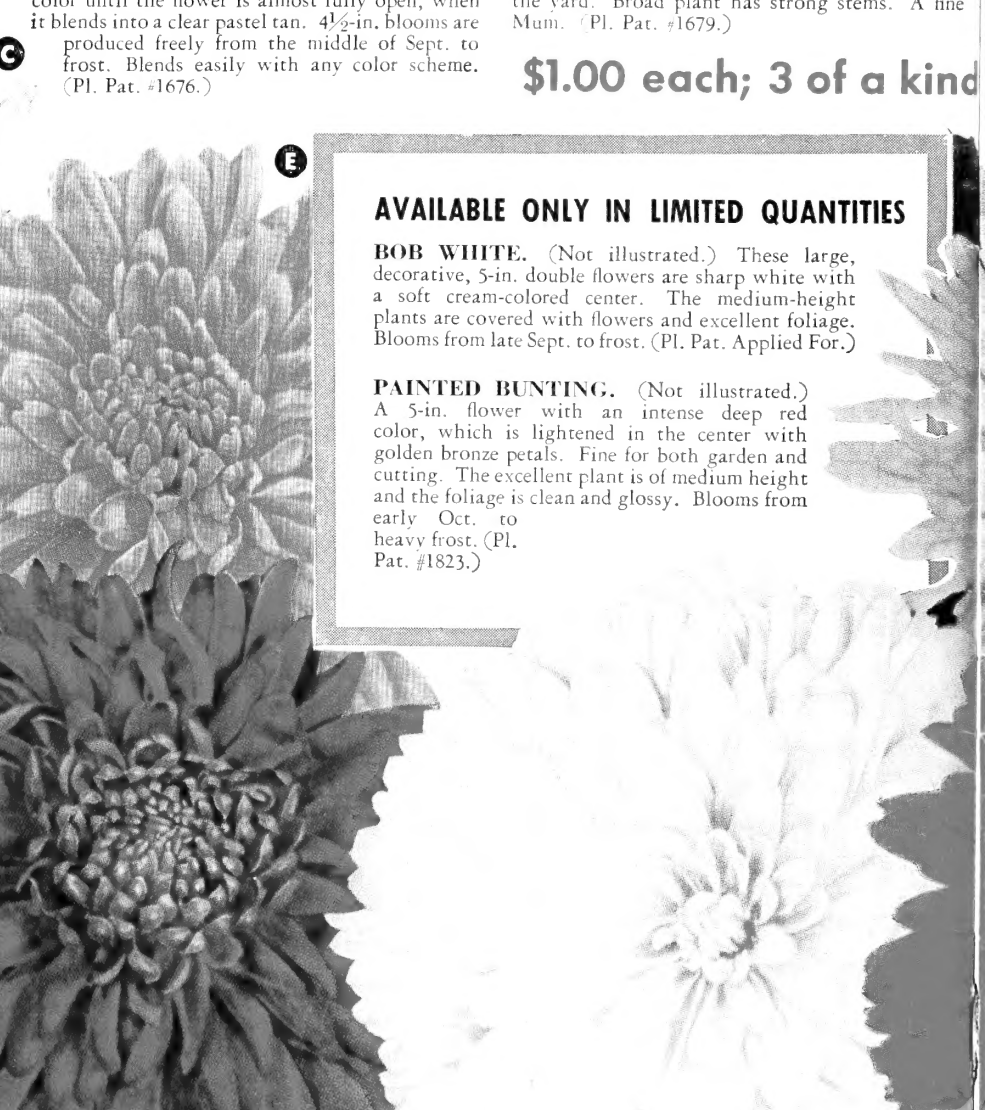 color until the flower is almost fully open, when
it blends into a clear pastel tan. 4½-in. blooms are
produced freely from the middle of Sept. to
frost. Blends easily with any color scheme.
(Pl. Pat. #1676.)
C
the yard. Broad plant has strong stems. A fine
Mum. (Pl. Pat. #1679.)
$1.00 each; 3 of a kind
E
AVAILABLE ONLY IN LIMITED QUANTITIES
BOB WHITE. (Not illustrated.) These large,
decorative, 5-in. double flowers are sharp white with
a soft cream-colored center. The medium-height
plants are covered with flowers and excellent foliage.
Blooms from late Sept. to frost. (Pl. Pat. Applied For.)
PAINTED BUNTING. (Not illustrated.)
A 5-in. flower with an intense deep red
color, which is lightened in the center with
golden bronze petals. Fine for both garden and
cutting. The excellent plant is of medium height
and the foliage is clean and glossy. Blooms from
early Oct. to
heavy frost. (Pl.
Pat. #1823.)